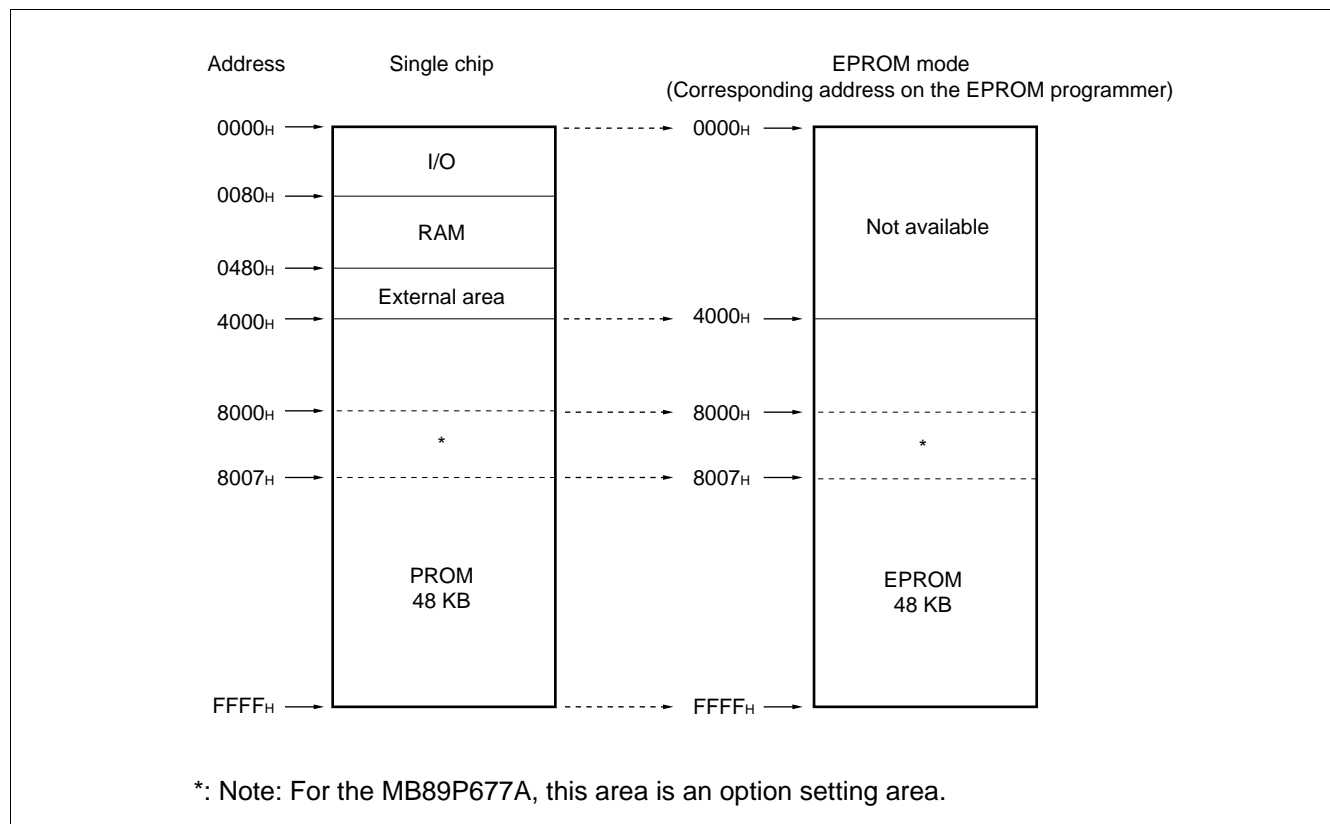 Address Single chip EPROM mode
(Corresponding address on the EPROM programmer)
0000H 0000H
I/O
0080H
RAM Not available
0480H
External area
4000H 4000H
8000H 8000H
* *
8007H 8007H
PROM EPROM
48 KB 48 KB
FFFFH FFFFH
*: Note: For the MB89P677A, this area is an option setting area.